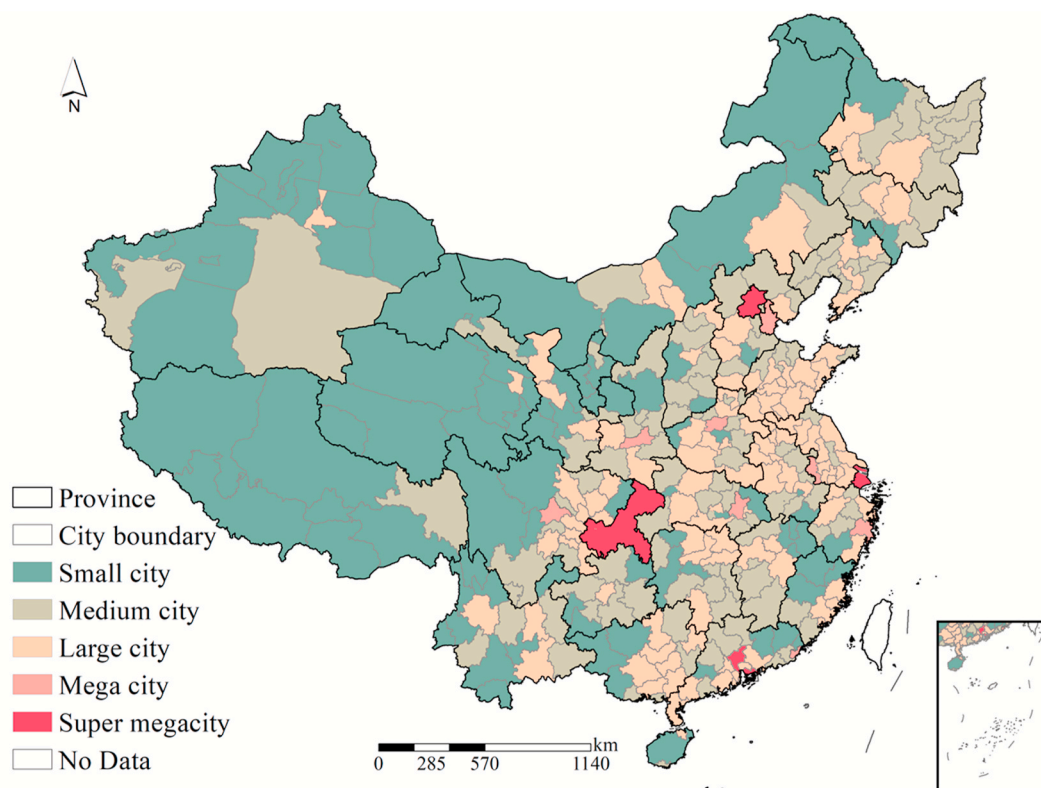 N
Province
City boundary
Small city
Medium city
Large city
Mega city
Super megacity
No Data
km
0 285 570 1140